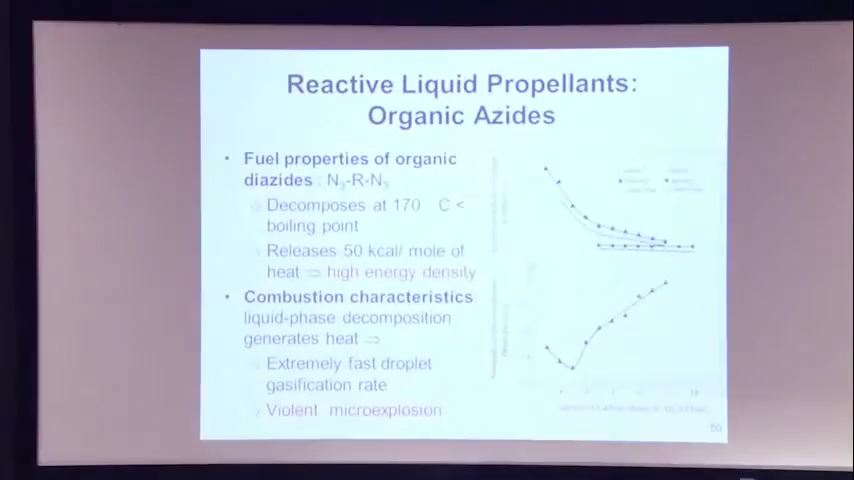 Reactive Liquid Propellants:
Organic Azides
• Fuel properties of organic
diazides : N₃-R-N₃
Decomposes at 170 C <
boiling point
Releases 50 kcal/ mole of
heat ⇒ high energy density
• Combustion characteristics
liquid-phase decomposition
generates heat ⇒
Extremely fast droplet
gasification rate
Violent microexplosion